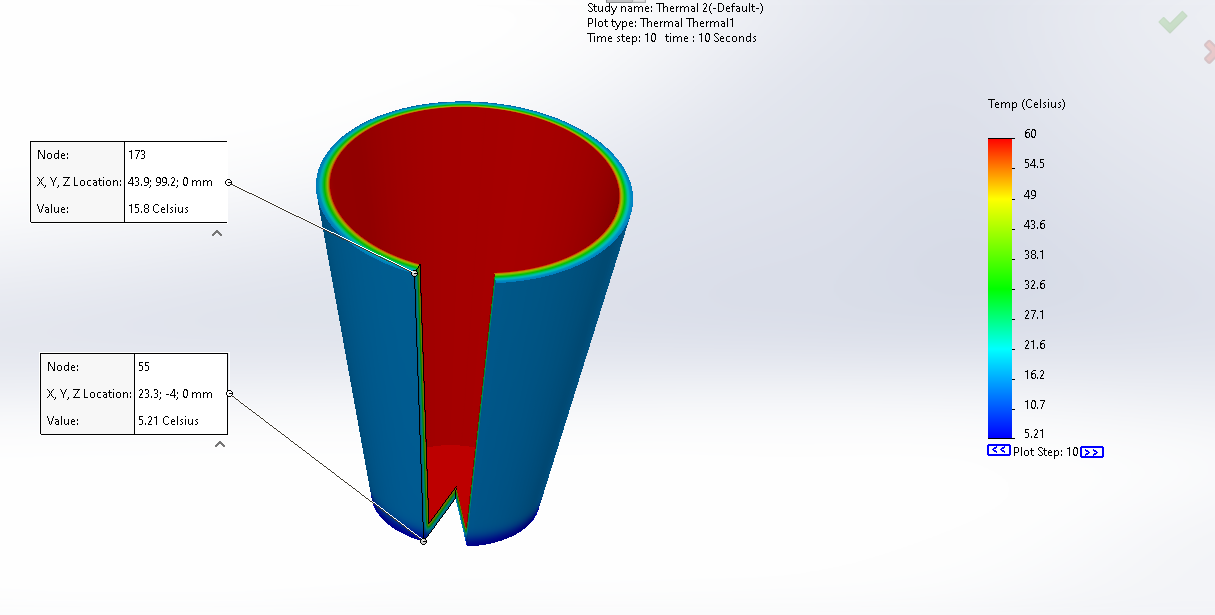 Study name: Thermal 2(-Default-)
Plot type: Thermal Thermal1
Time step: 10 time : 10 Seconds
Temp (Celsius)
60
54.5
49
43.6
38.1
32.6
27.1
21.6
16.2
10.7
5.21
<< Plot Step: 10 >>
Node: 173
X, Y, Z Location: 43.9; 99.2; 0 mm
Value: 15.8 Celsius
Node: 55
X, Y, Z Location: 23.3; -4; 0 mm
Value: 5.21 Celsius